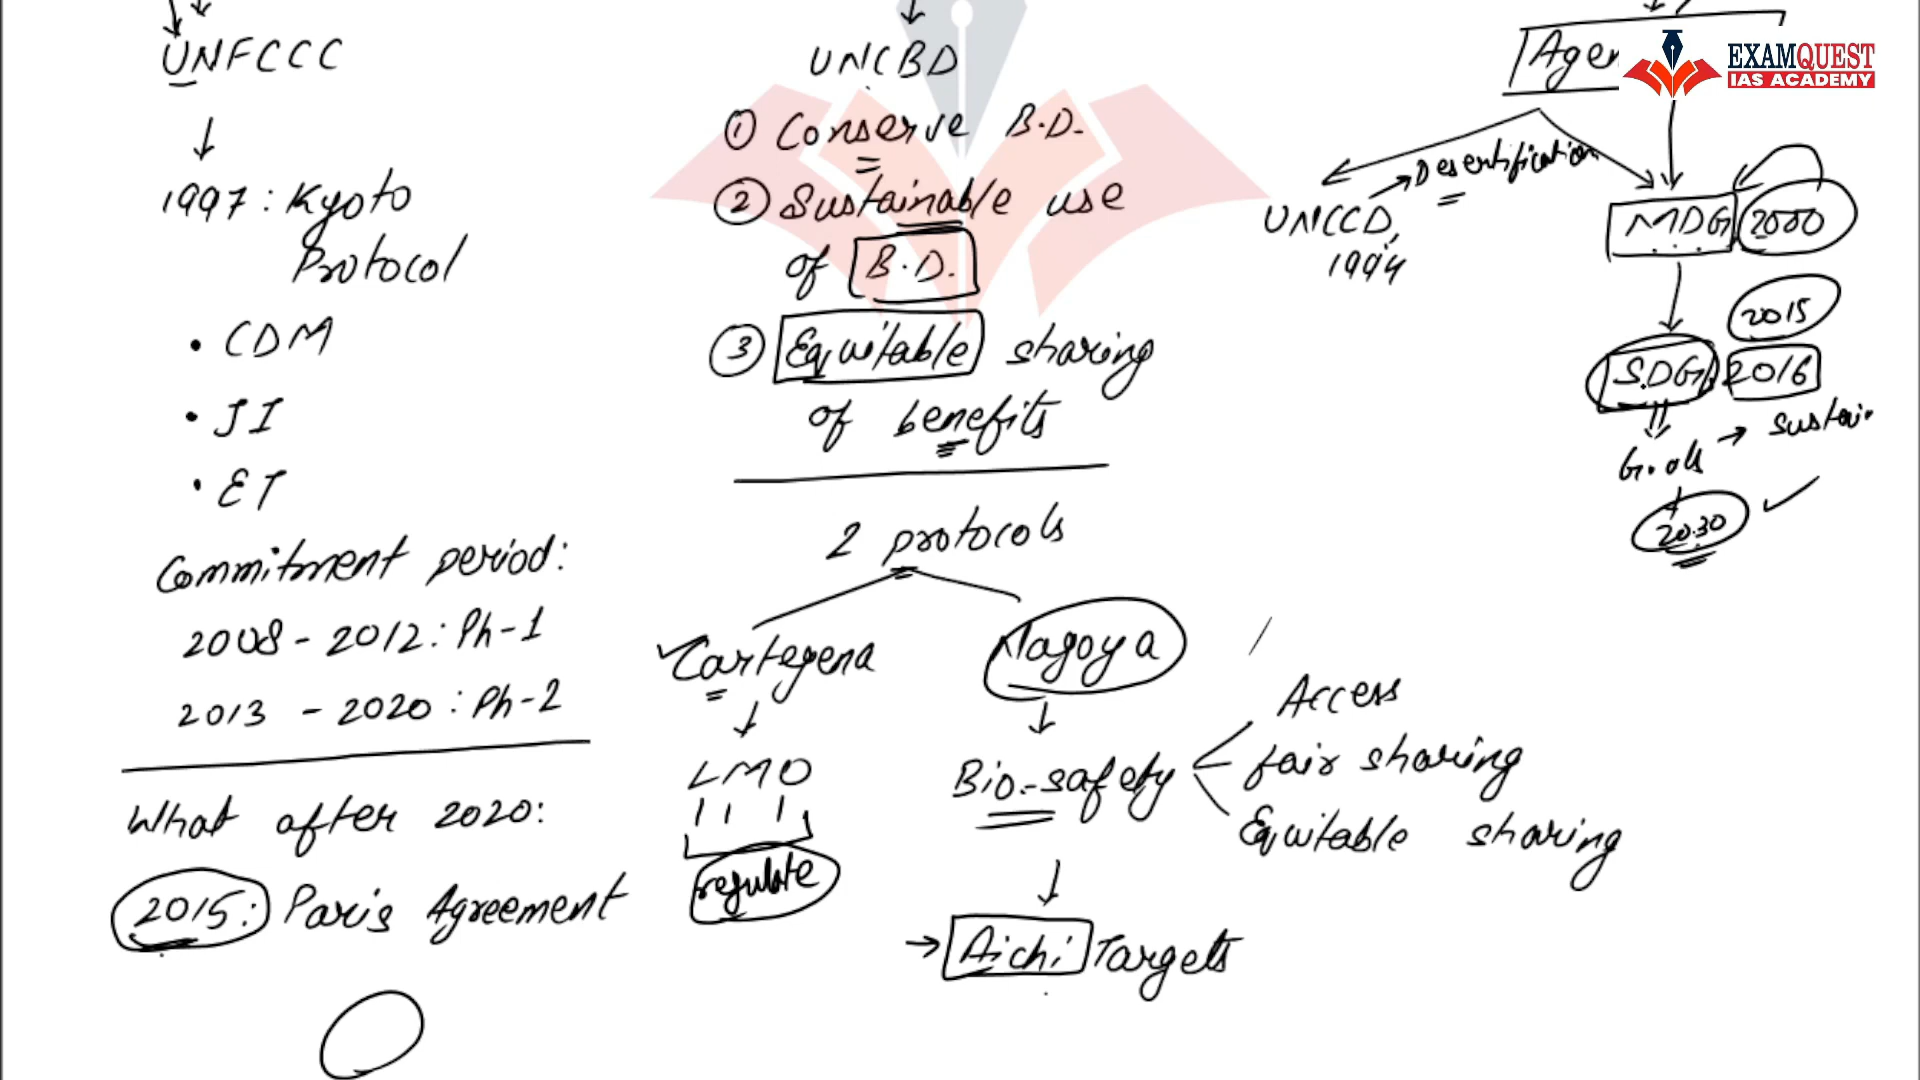 UNFCCC
1997: Kyoto
Protocol
• CDM
• JI
• ET
Commitment period:
2008 - 2012: Ph-1
2013 - 2020: Ph-2
What after 2020:
2015: Paris Agreement
UNCBD
① Conserve B.D.
② Sustainable use
of B.D.
③ Equitable sharing
of benefits
2 protocols
Cartegena
LMO
regulate
Nagoya
Bio-safety
Access
fair sharing
Equitable sharing
Aichi Targets
Agen
EXAMQUEST
IAS ACADEMY
Desertification
UNCCD,
1994
MDG 2000
2015
SDG 2016
Goals → Sustai
2030